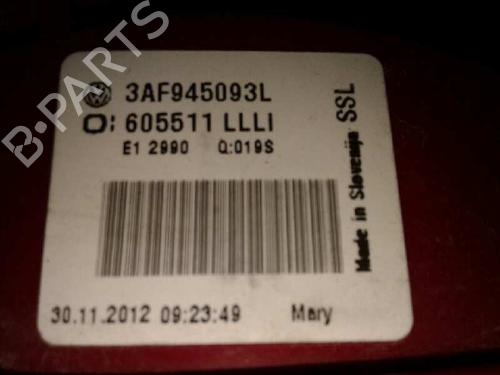 3AF945093L
605511 LLLI
E1 2990 Q:019S
30.11.2012 09:23:49 Mary
Made in Slovenija SSL
B-PARTS